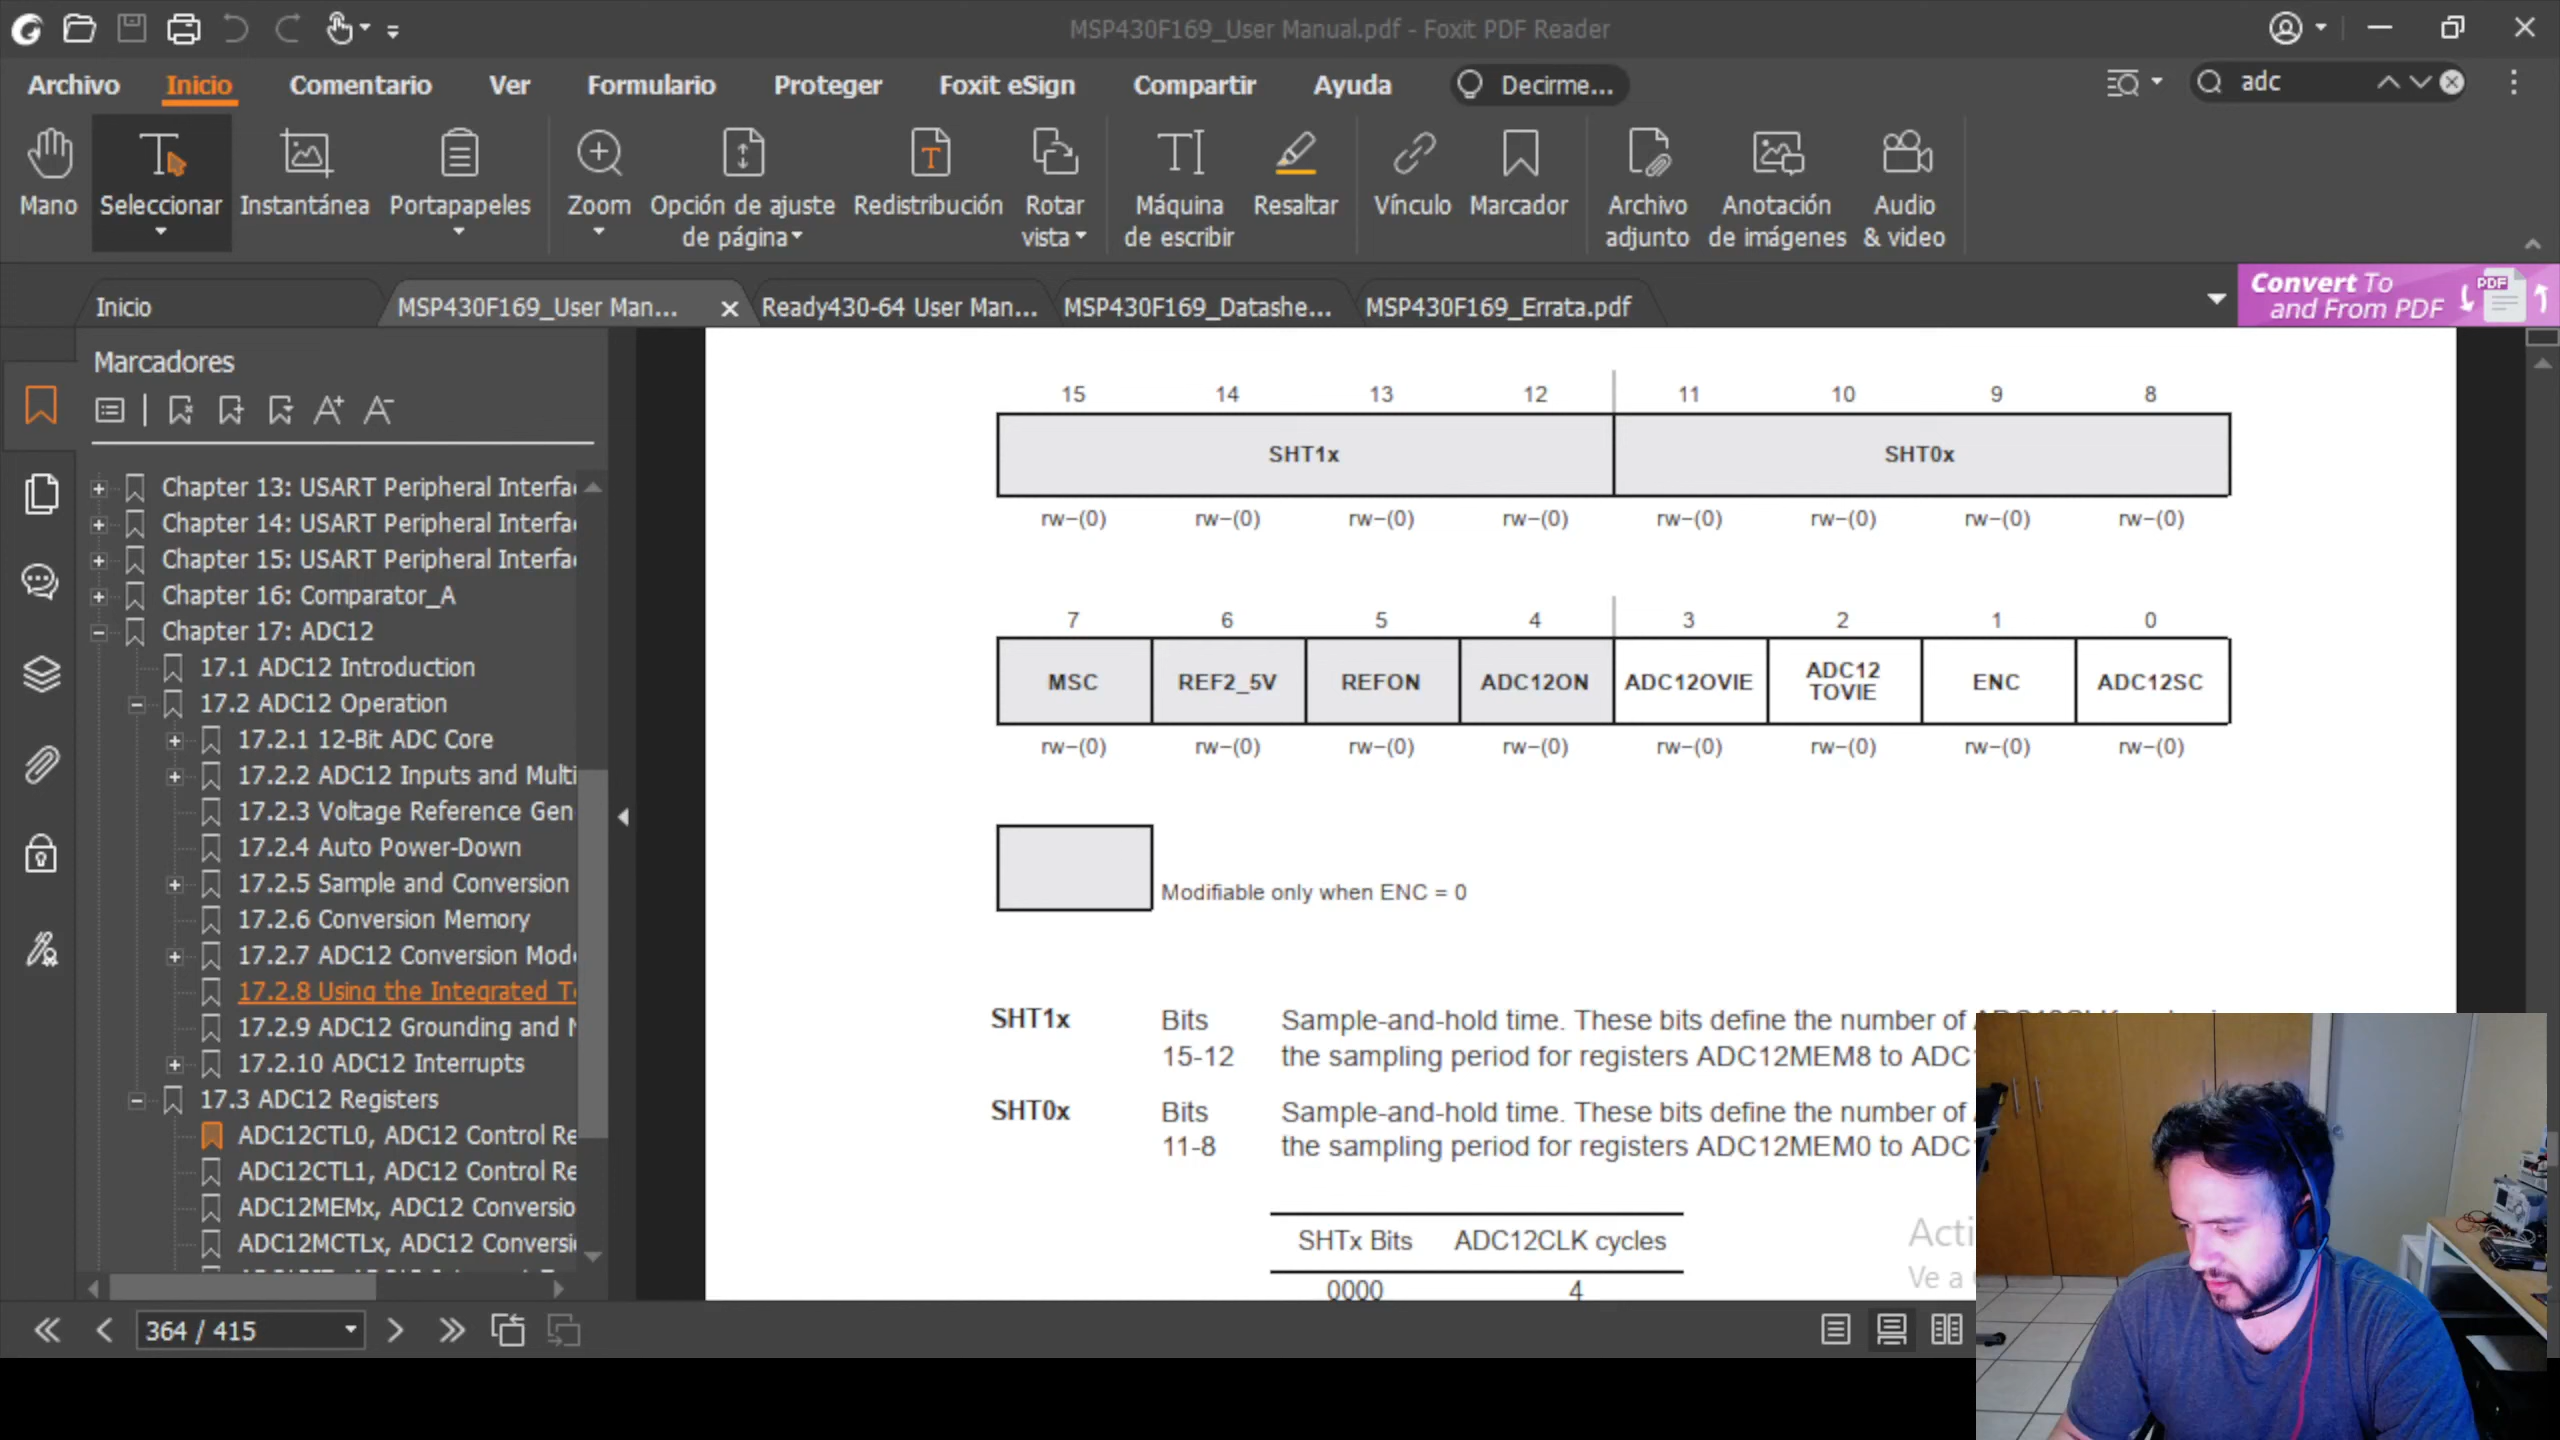 MSP430F169_User Manual.pdf - Foxit PDF Reader
Archivo Inicio Comentario Ver Formulario Proteger Foxit eSign Compartir Ayuda Decirme... adc
Mano Seleccionar Instantánea Portapapeles Zoom Opción de ajuste de página Redistribución Rotar vista Máquina de escribir Resaltar Vínculo Marcador Archivo adjunto Anotación de imágenes Audio & video
Inicio MSP430F169_User Man... Ready430-64 User Man... MSP430F169_Datashe... MSP430F169_Errata.pdf
Convert To
and From PDF
PDF
Marcadores
Chapter 13: USART Peripheral Interfa
Chapter 14: USART Peripheral Interfa
Chapter 15: USART Peripheral Interfa
Chapter 16: Comparator_A
Chapter 17: ADC12
17.1 ADC12 Introduction
17.2 ADC12 Operation
17.2.1 12-Bit ADC Core
17.2.2 ADC12 Inputs and Multi
17.2.3 Voltage Reference Gen
17.2.4 Auto Power-Down
17.2.5 Sample and Conversion
17.2.6 Conversion Memory
17.2.7 ADC12 Conversion Mod
17.2.8 Using the Integrated T
17.2.9 ADC12 Grounding and
17.2.10 ADC12 Interrupts
17.3 ADC12 Registers
ADC12CTL0, ADC12 Control Re
ADC12CTL1, ADC12 Control Re
ADC12MEMx, ADC12 Conversio
ADC12MCTLx, ADC12 Conversi
364 / 415
15 14 13 12 11 10 9 8
SHT1x SHT0x
rw-(0) rw-(0) rw-(0) rw-(0) rw-(0) rw-(0) rw-(0) rw-(0)
7 6 5 4 3 2 1 0
MSC REF2_5V REFON ADC12ON ADC12OVIE ADC12 TOVIE ENC ADC12SC
rw-(0) rw-(0) rw-(0) rw-(0) rw-(0) rw-(0) rw-(0) rw-(0)
Modifiable only when ENC = 0
SHT1x Bits Sample-and-hold time. These bits define the number of
15-12 the sampling period for registers ADC12MEM8 to ADC
SHT0x Bits Sample-and-hold time. These bits define the number of
11-8 the sampling period for registers ADC12MEM0 to ADC
SHTx Bits ADC12CLK cycles
0000 4
Acti
Ve a